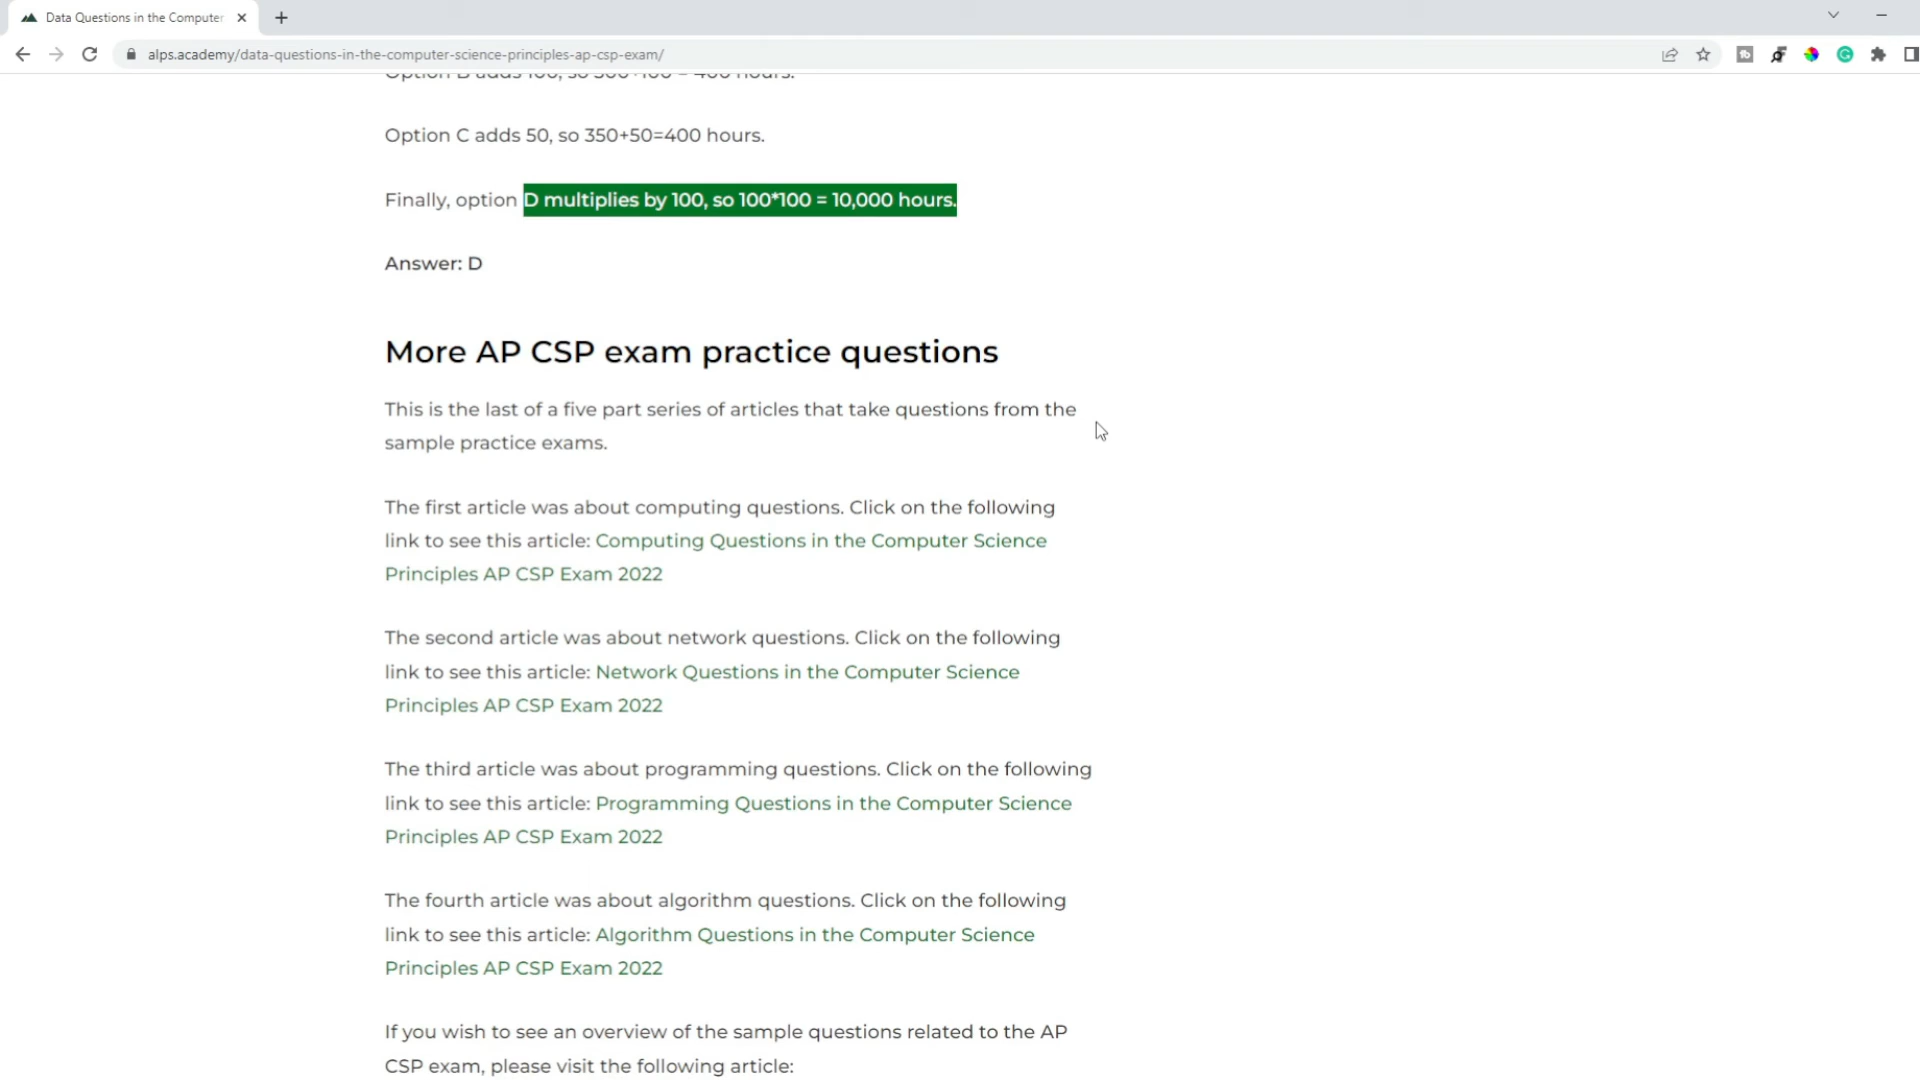 Data Questions in the Computer
alps.academy/data-questions-in-the-computer-science-principles-ap-csp-exam/
Option B adds 100, so 300+100 = 400 hours.
Option C adds 50, so 350+50=400 hours.
Finally, option D multiplies by 100, so 100*100 = 10,000 hours.
Answer: D
More AP CSP exam practice questions
This is the last of a five part series of articles that take questions from the
sample practice exams.
The first article was about computing questions. Click on the following
link to see this article: Computing Questions in the Computer Science
Principles AP CSP Exam 2022
The second article was about network questions. Click on the following
link to see this article: Network Questions in the Computer Science
Principles AP CSP Exam 2022
The third article was about programming questions. Click on the following
link to see this article: Programming Questions in the Computer Science
Principles AP CSP Exam 2022
The fourth article was about algorithm questions. Click on the following
link to see this article: Algorithm Questions in the Computer Science
Principles AP CSP Exam 2022
If you wish to see an overview of the sample questions related to the AP
CSP exam, please visit the following article: